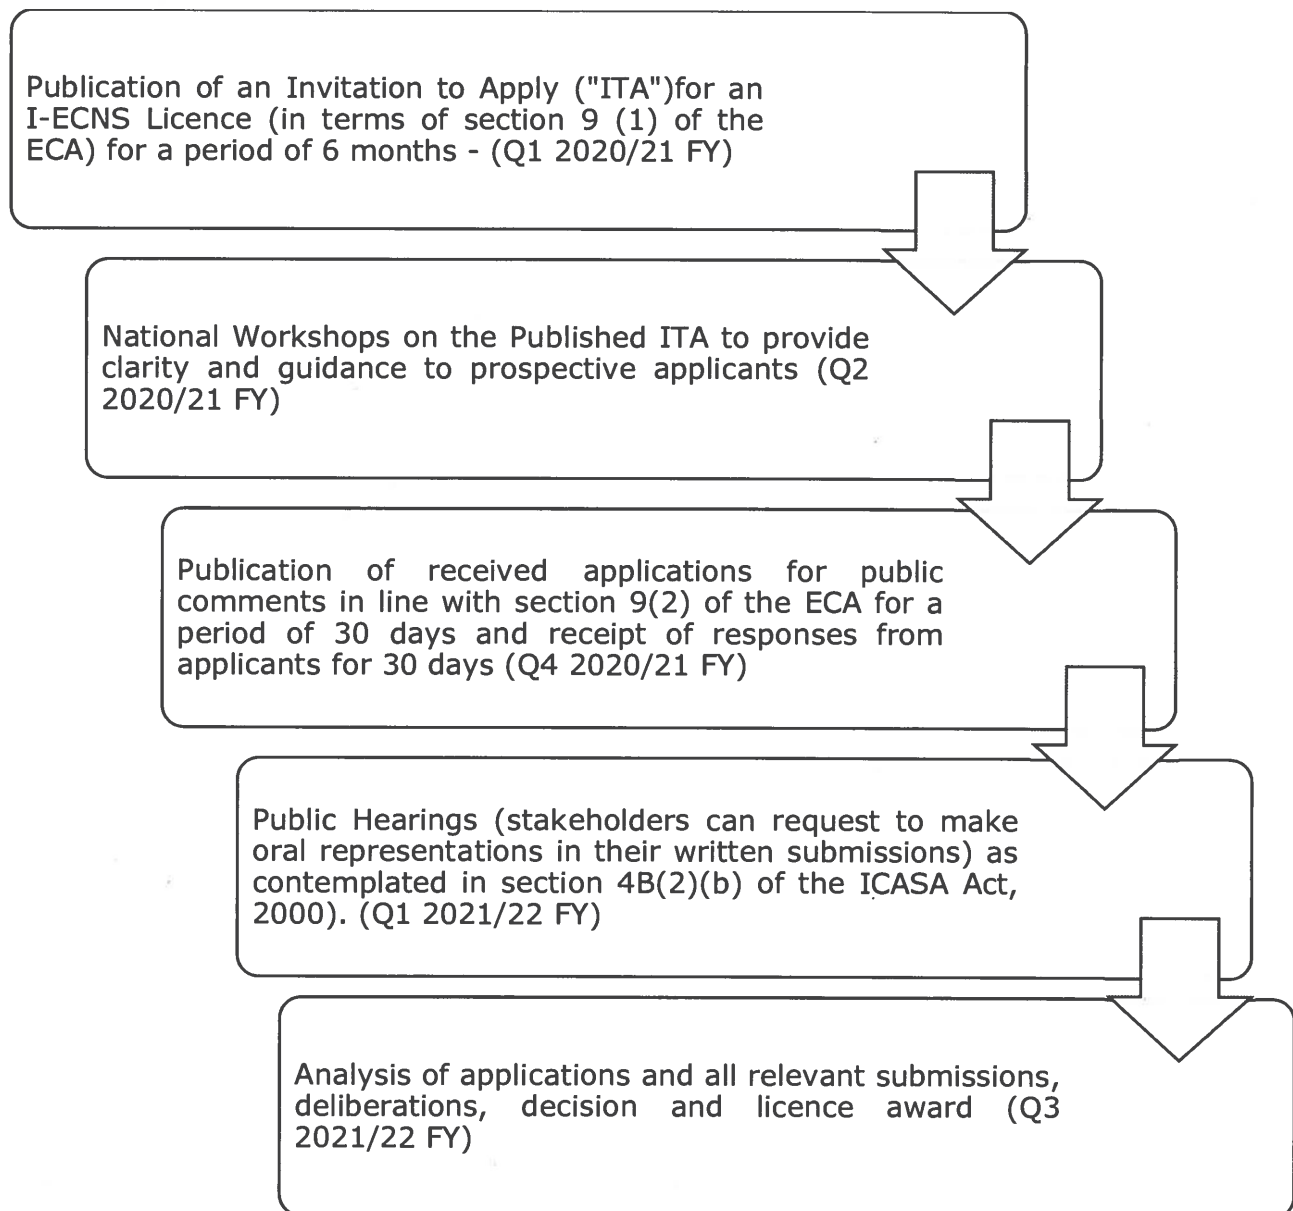 Publication of an Invitation to Apply ("ITA")for an
I-ECNS Licence (in terms of section 9 (1) of the
ECA) for a period of 6 months - (Q1 2020/21 FY)
National Workshops on the Published ITA to provide
clarity and guidance to prospective applicants (Q2
2020/21 FY)
Publication of received applications for public
comments in line with section 9(2) of the ECA for a
period of 30 days and receipt of responses from
applicants for 30 days (Q4 2020/21 FY)
Public Hearings (stakeholders can request to make
oral representations in their written submissions) as
contemplated in section 4B(2)(b) of the ICASA Act,
2000). (Q1 2021/22 FY)
Analysis of applications and all relevant submissions,
deliberations, decision and licence award (Q3
2021/22 FY)